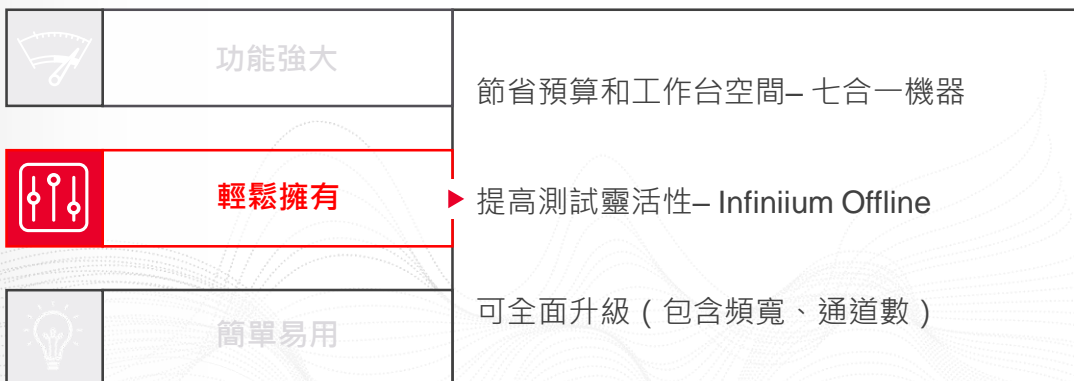 功能強大
節省預算和工作台空間– 七合一機器
輕鬆擁有
提高測試靈活性– Infiniium Offline
簡單易用
可全面升級（包含頻寬、通道數）